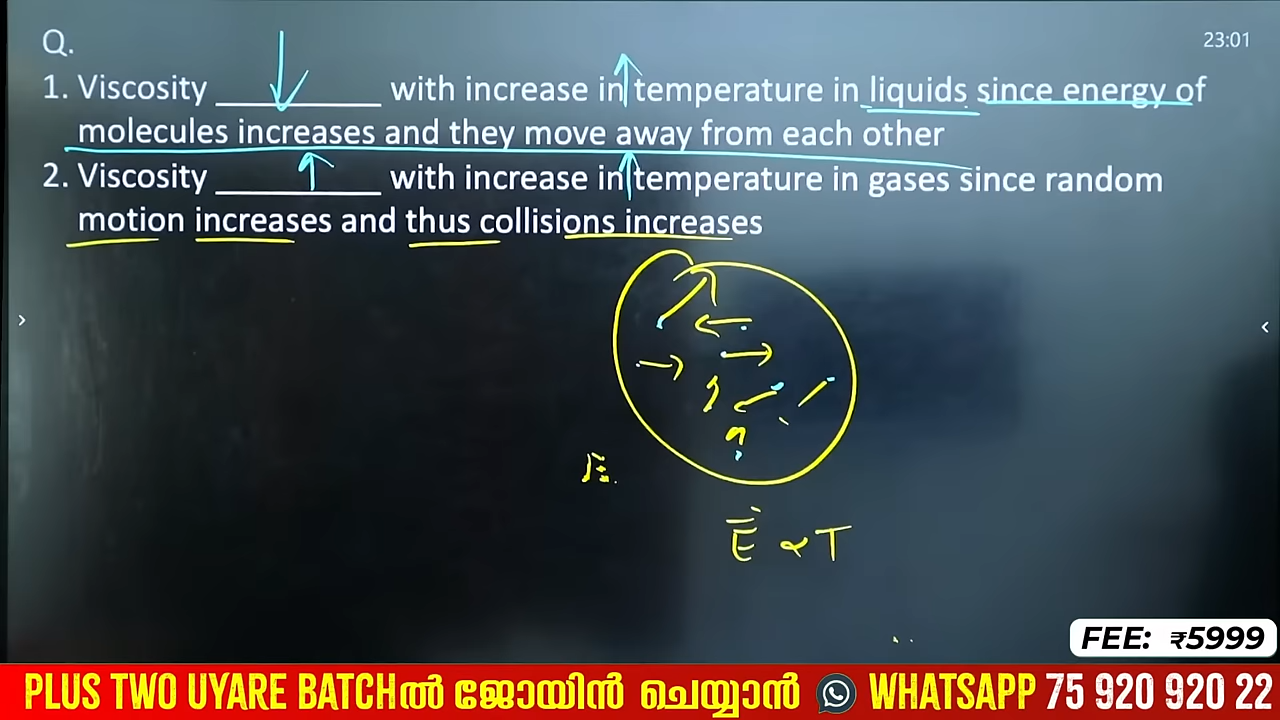 Q.
23:01
1. Viscosity __________ with increase in temperature in liquids since energy of
molecules increases and they move away from each other
2. Viscosity __________ with increase in temperature in gases since random
motion increases and thus collisions increases
E ∝ T
FEE: ₹5999
PLUS TWO UYARE BATCHൽ ജോയിൻ ചെയ്യാൻ WHATSAPP 75 920 920 22